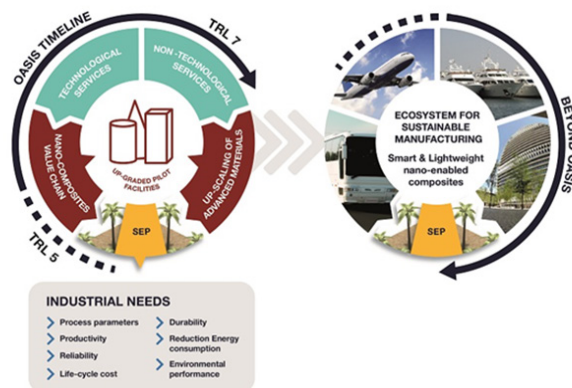 OASIS TIMELINE
TRL 7
TECHNOLOGICAL
SERVICES
NON-TECHNOLOGICAL
SERVICES
UP-GRADED PILOT
FACILITIES
NANO-COMPOSITES
VALUE CHAIN
UP-SCALING OF
ADVANCED MATERIALS
SEP
TRL 5
ECOSYSTEM FOR
SUSTAINABLE
MANUFACTURING
Smart & Lightweight
nano-enabled
composites
SEP
BEYOND OASIS
INDUSTRIAL NEEDS
Process parameters
Productivity
Reliability
Life-cycle cost
Durability
Reduction Energy
consumption
Environmental
performance